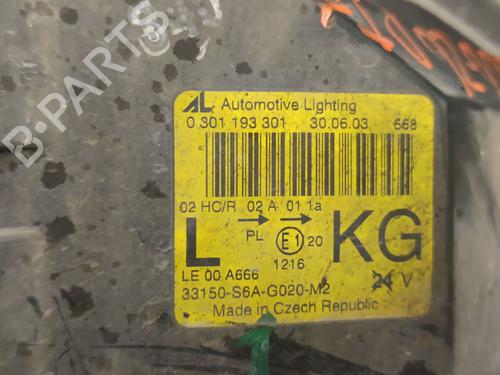 AL Automotive Lighting
0 301 193 301 30.06.03 668
02 HC/R 02 A 01 1a
L PL E1 20 KG
1216
LE 00 A666 24 V
33150-S6A-G020-M2
Made in Czech Republic